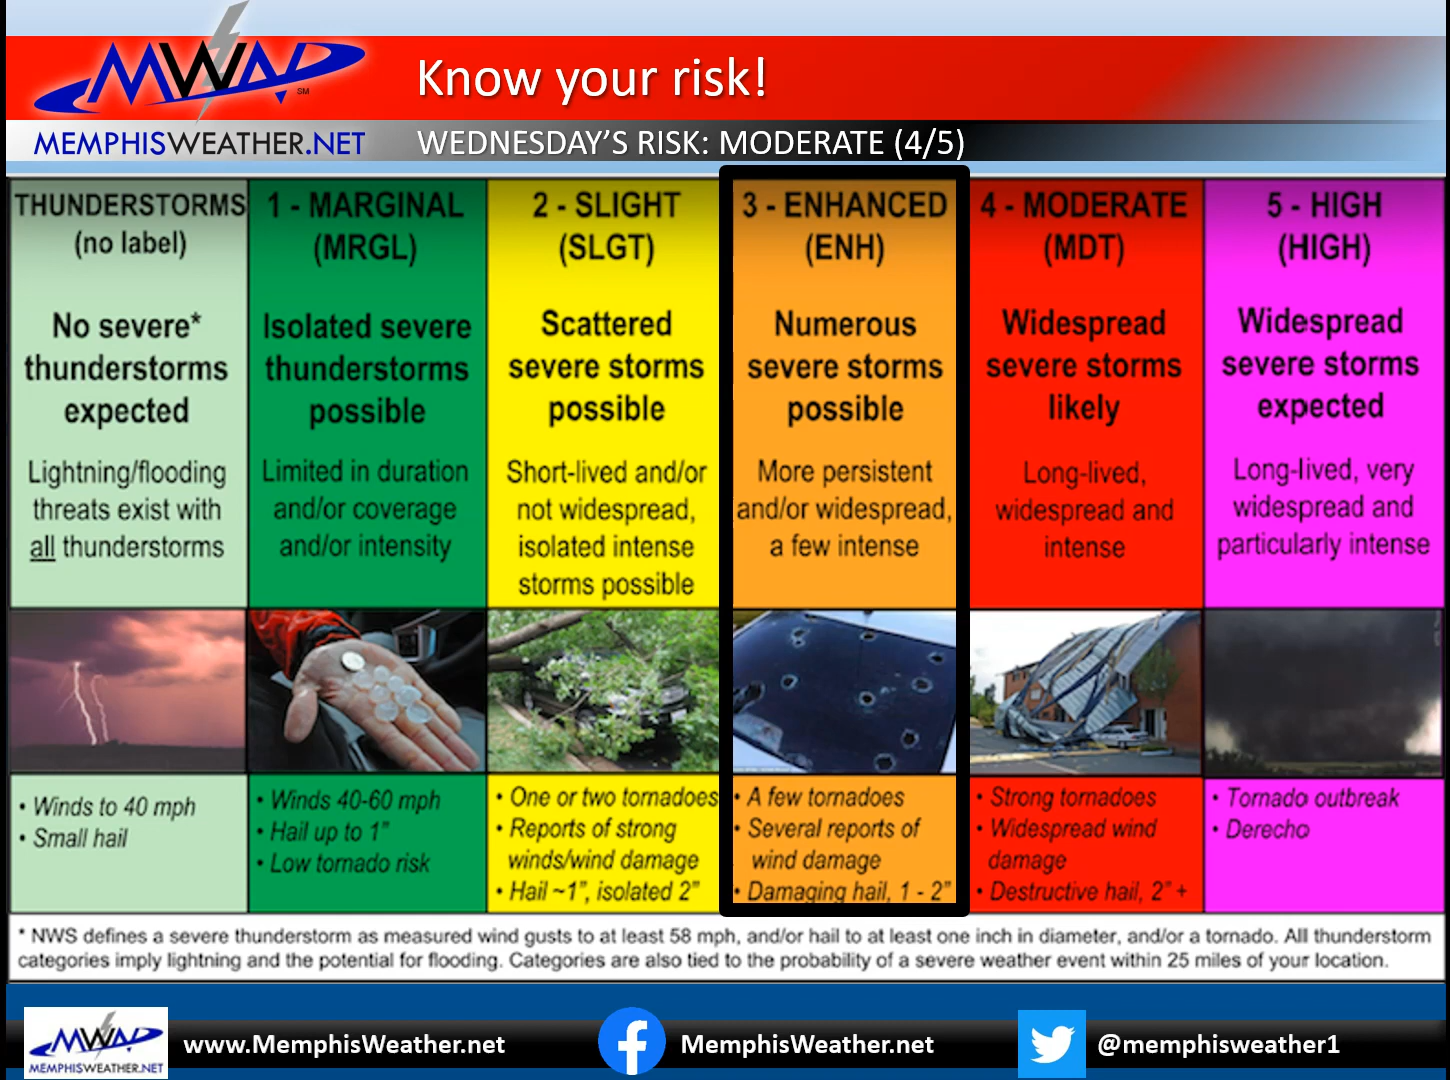 MWN SM
MEMPHISWEATHER.NET
Know your risk!
WEDNESDAY'S RISK: MODERATE (4/5)
THUNDERSTORMS
(no label)
No severe*
thunderstorms
expected
Lightning/flooding
threats exist with
all thunderstorms
• Winds to 40 mph
• Small hail
1 - MARGINAL
(MRGL)
Isolated severe
thunderstorms
possible
Limited in duration
and/or coverage
and/or intensity
• Winds 40-60 mph
• Hail up to 1"
• Low tornado risk
2 - SLIGHT
(SLGT)
Scattered
severe storms
possible
Short-lived and/or
not widespread,
isolated intense
storms possible
• One or two tornadoes
• Reports of strong
winds/wind damage
• Hail ~1", isolated 2"
3 - ENHANCED
(ENH)
Numerous
severe storms
possible
More persistent
and/or widespread,
a few intense
• A few tornadoes
• Several reports of
wind damage
• Damaging hail, 1 - 2"
4 - MODERATE
(MDT)
Widespread
severe storms
likely
Long-lived,
widespread and
intense
• Strong tornadoes
• Widespread wind
damage
• Destructive hail, 2" +
5 - HIGH
(HIGH)
Widespread
severe storms
expected
Long-lived, very
widespread and
particularly intense
• Tornado outbreak
• Derecho
* NWS defines a severe thunderstorm as measured wind gusts to at least 58 mph, and/or hail to at least one inch in diameter, and/or a tornado. All thunderstorm
categories imply lightning and the potential for flooding. Categories are also tied to the probability of a severe weather event within 25 miles of your location.
MWN
MEMPHISWEATHER.NET
www.MemphisWeather.net
MemphisWeather.net
@memphisweather1